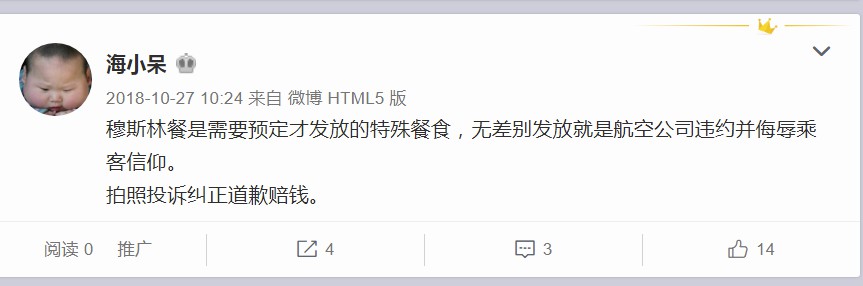 海小呆
2018-10-27 10:24 来自 微博 HTML5 版
穆斯林餐是需要预定才发放的特殊餐食，无差别发放就是航空公司违约并侮辱乘
客信仰。
拍照投诉纠正道歉赔钱。
阅读 0 推广 4 3 14